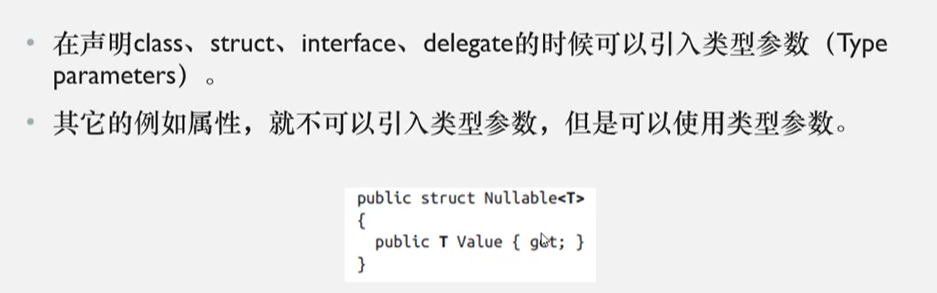 • 在声明class、struct、interface、delegate的时候可以引入类型参数（Type
parameters）。
• 其它的例如属性，就不可以引入类型参数，但是可以使用类型参数。
public struct Nullable<T>
{
public T Value { get; }
}